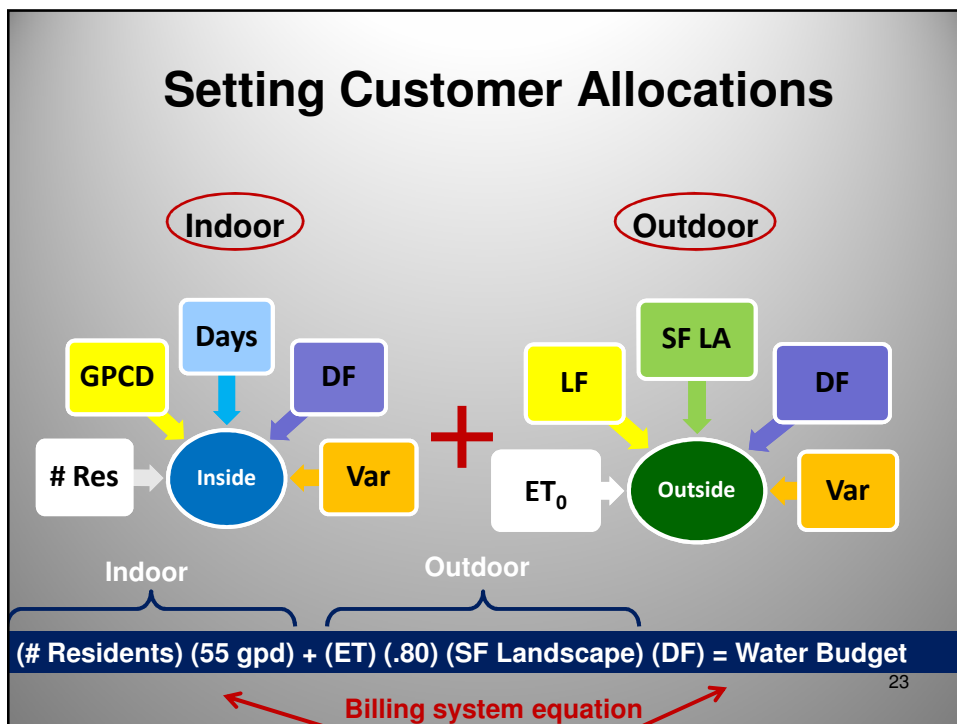 Setting Customer Allocations
Indoor
Outdoor
Days
GPCD
DF
# Res
Inside
Var
+
SF LA
LF
DF
ET0
Outside
Var
Indoor
Outdoor
(# Residents) (55 gpd) + (ET) (.80) (SF Landscape) (DF) = Water Budget
23
Billing system equation